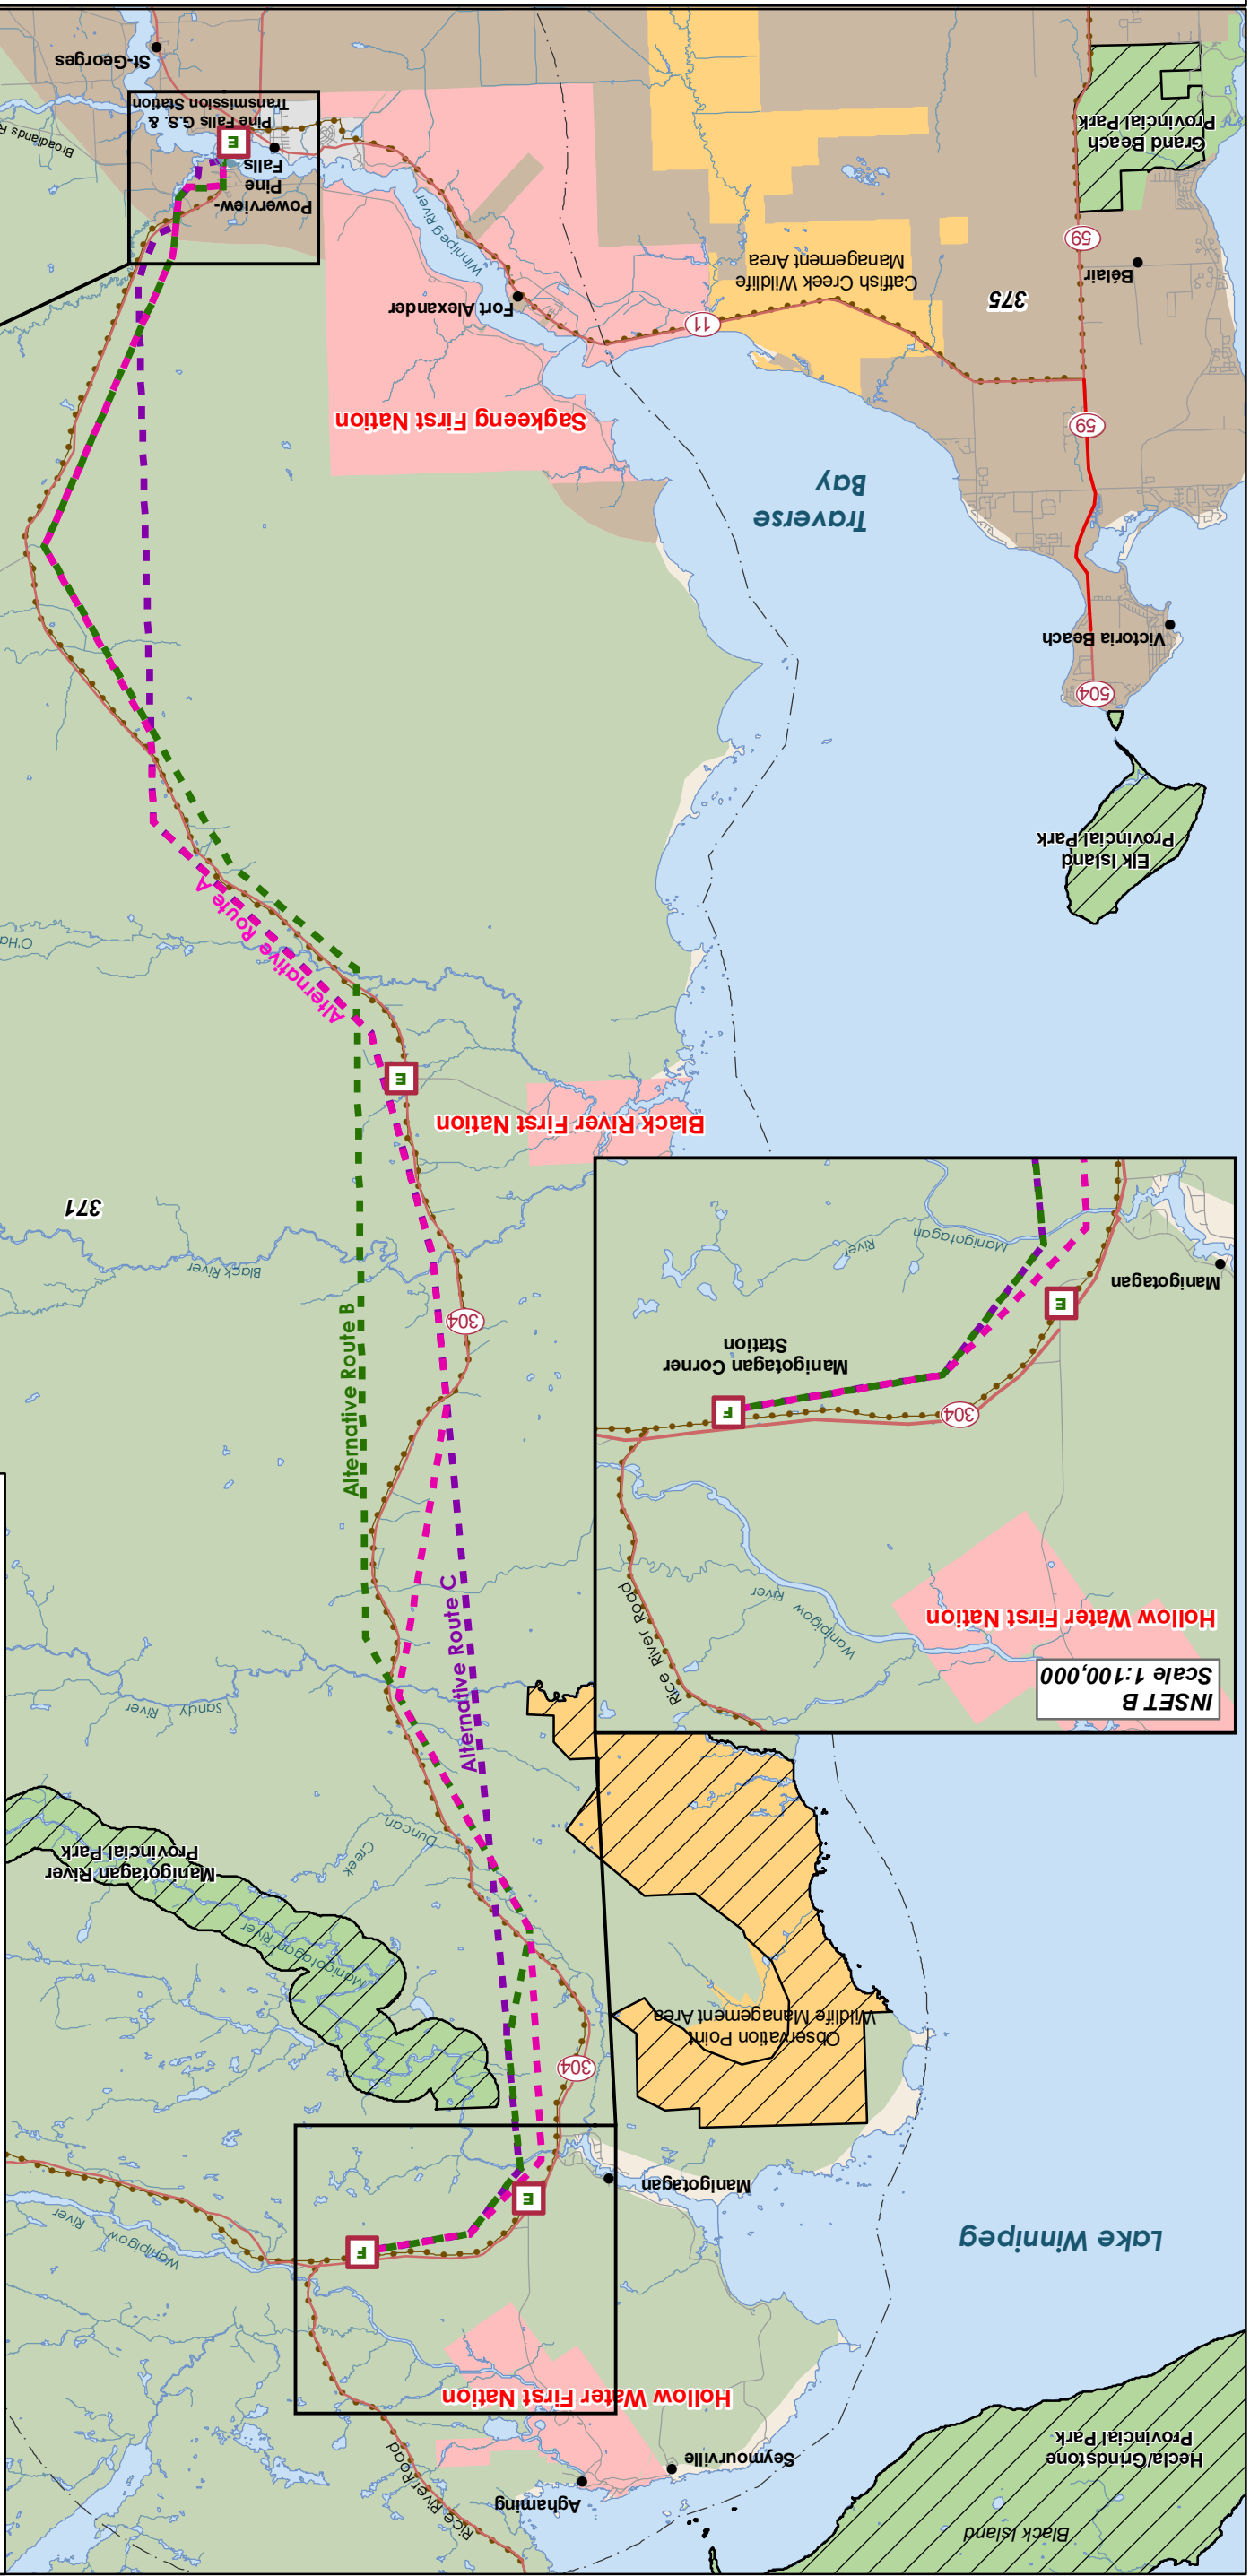 Black Island
Hecla/Grindstone
Provincial Park
Rice River Road
Aghaming
Seymourville
Hollow Water First Nation
Lake Winnipeg
Wanipigow
River
F
E
Manigotagan
304
Observation Point
Wildlife Management Area
Manigotagan River
Manigotagan River
Provincial Park
Duncan
Creek
Sandy River
Alternative Route C
INSET B
Scale 1:100,000
Hollow Water First Nation
Rice River Road
Wanipigow
River
304
F
Manigotagan Corner
Station
E
Manigotagan
Manigotagan
River
Alternative Route B
304
Black River
371
Black River First Nation
E
Alternative Route A
Elk Island
Provincial Park
504
Victoria Beach
Traverse
Bay
59
Sagkeeng First Nation
375
11
Fort Alexander
Winnipeg River
Catfish Creek Wildlife
Management Area
Bélair
59
Grand Beach
Provincial Park
Powerview-
Pine
Falls
E
Pine Falls G.S. &
Transmission Station
St-Georges